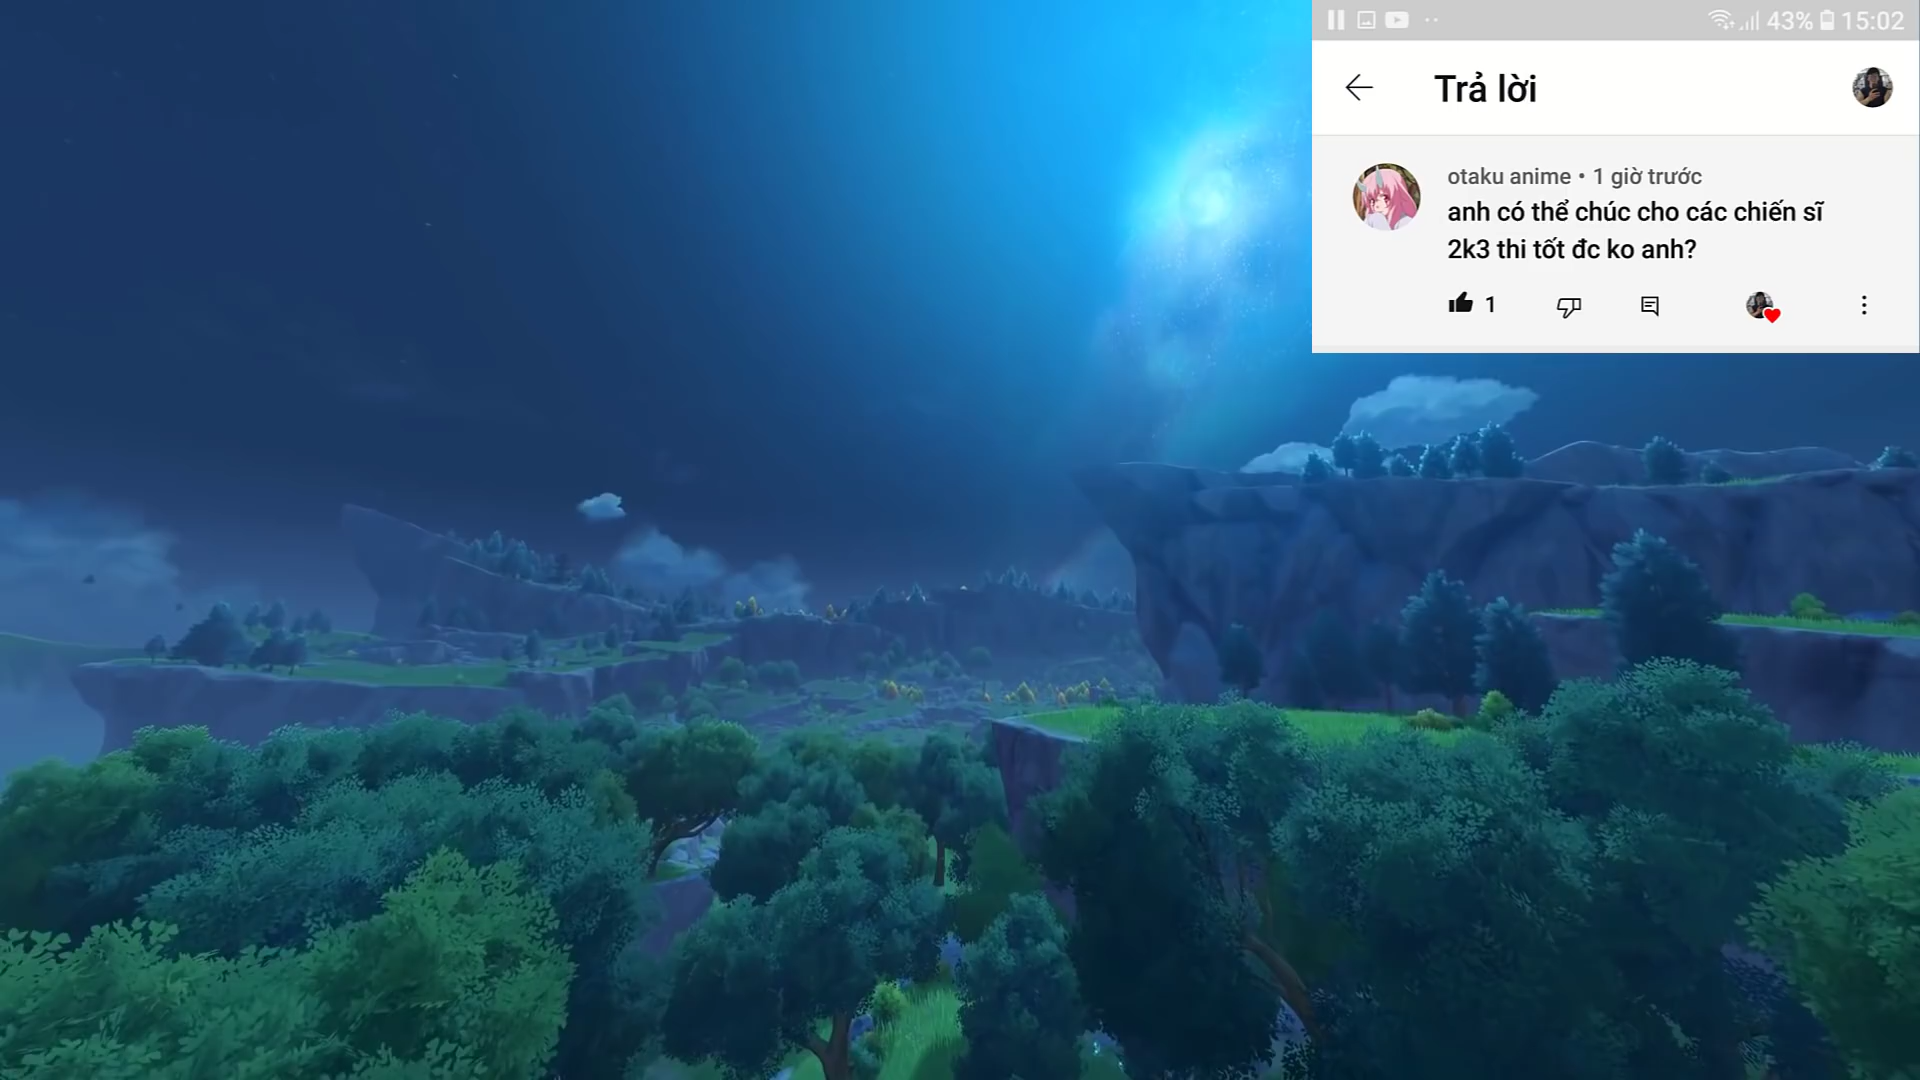 43% 15:02
Trả lời
otaku anime • 1 giờ trước
anh có thể chúc cho các chiến sĩ
2k3 thi tốt đc ko anh?
1